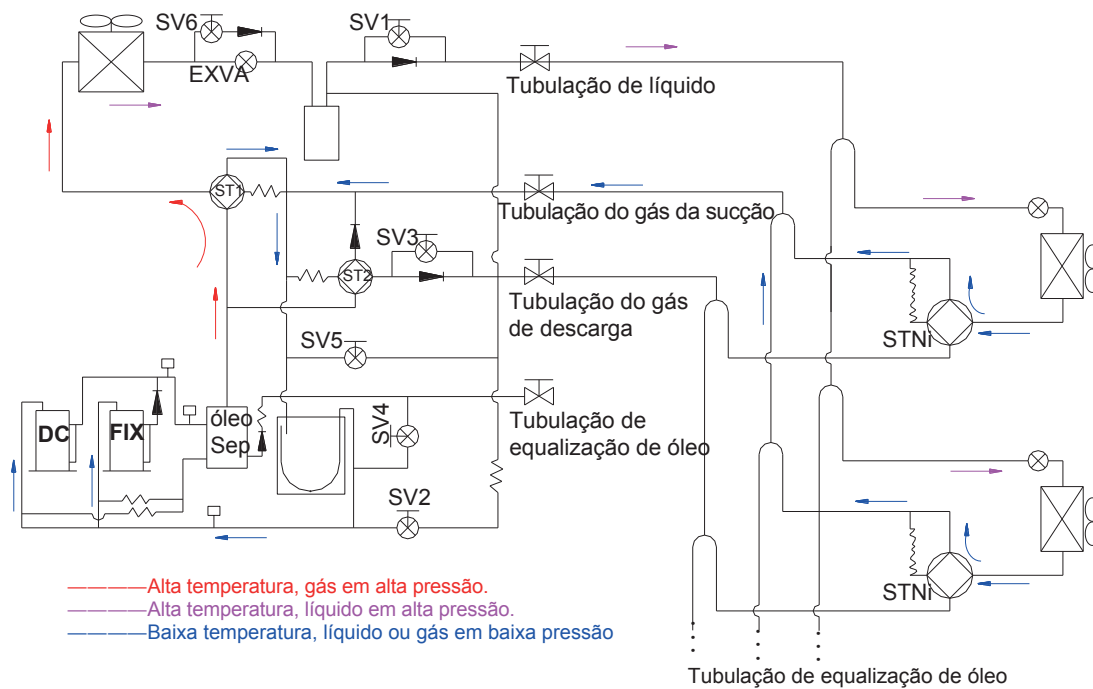 SV6
SV1
EXVA
Tubulação de líquido
ST1
Tubulação do gás da sucção
SV3
ST2
Tubulação do gás
de descarga
STNi
SV5
óleo
Sep
DC
FIX
SV4
Tubulação de
equalização de óleo
SV2
STNi
————Alta temperatura, gás em alta pressão.
————Alta temperatura, líquido em alta pressão.
————Baixa temperatura, líquido ou gás em baixa pressão
Tubulação de equalização de óleo